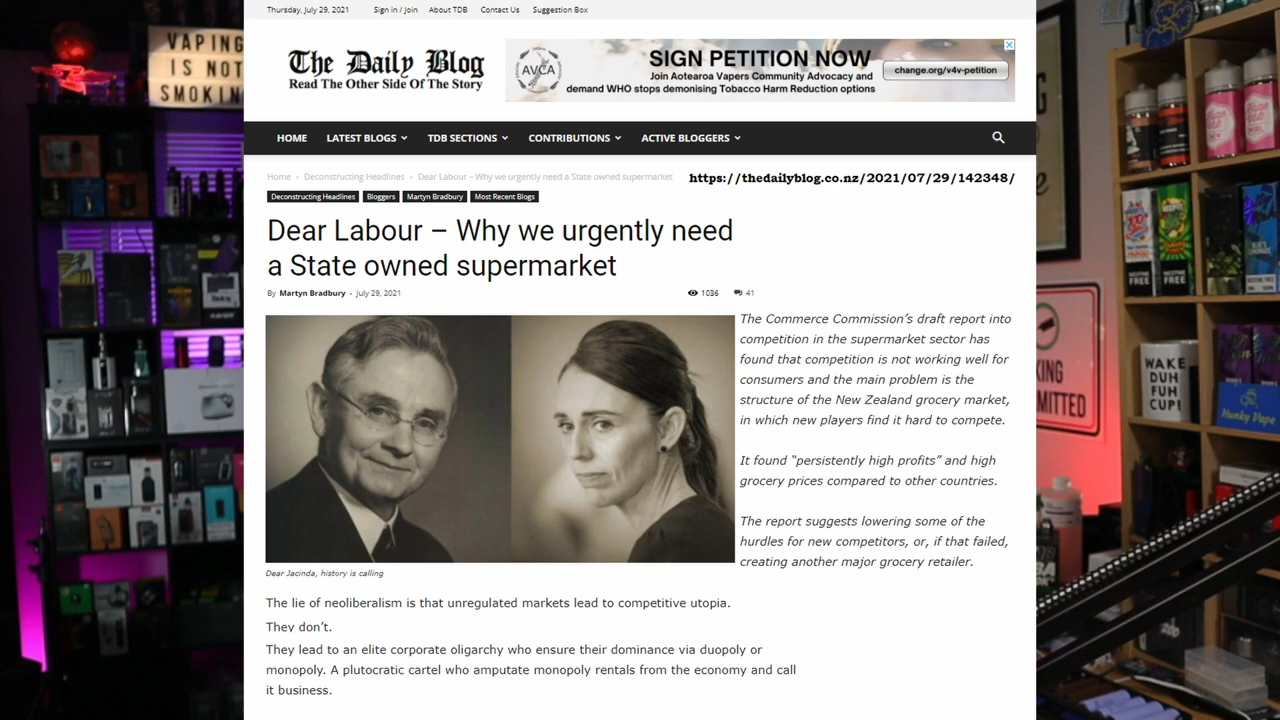 Thursday, July 29, 2021 Sign in / Join About TDB Contact Us Suggestion Box
VAPING
IS NOT
SMOKING
The Daily Blog
Read The Other Side Of The Story
AVCA
SIGN PETITION NOW
Join Aotearoa Vapers Community Advocacy and
demand WHO stops demonising Tobacco Harm Reduction options
change.org/v4v-petition
HOME LATEST BLOGS TDB SECTIONS CONTRIBUTIONS ACTIVE BLOGGERS
Home › Deconstructing Headlines › Dear Labour – Why we urgently need a State owned supermarket
https://thedailyblog.co.nz/2021/07/29/142348/
Deconstructing Headlines Bloggers Martyn Bradbury Most Recent Blogs
Dear Labour – Why we urgently need
a State owned supermarket
By Martyn Bradbury - July 29, 2021 1036 41
The Commerce Commission’s draft report into
competition in the supermarket sector has
found that competition is not working well for
consumers and the main problem is the
structure of the New Zealand grocery market,
in which new players find it hard to compete.
It found “persistently high profits” and high
grocery prices compared to other countries.
The report suggests lowering some of the
hurdles for new competitors, or, if that failed,
creating another major grocery retailer.
Dear Jacinda, history is calling
The lie of neoliberalism is that unregulated markets lead to competitive utopia.
They don’t.
They lead to an elite corporate oligarchy who ensure their dominance via duopoly or
monopoly. A plutocratic cartel who amputate monopoly rentals from the economy and call
it business.
NICOTINE
FREE
NICOTINE
FREE
KING
MITTED
WAKE
DUH
FUH
CUP!
Hunky Vape